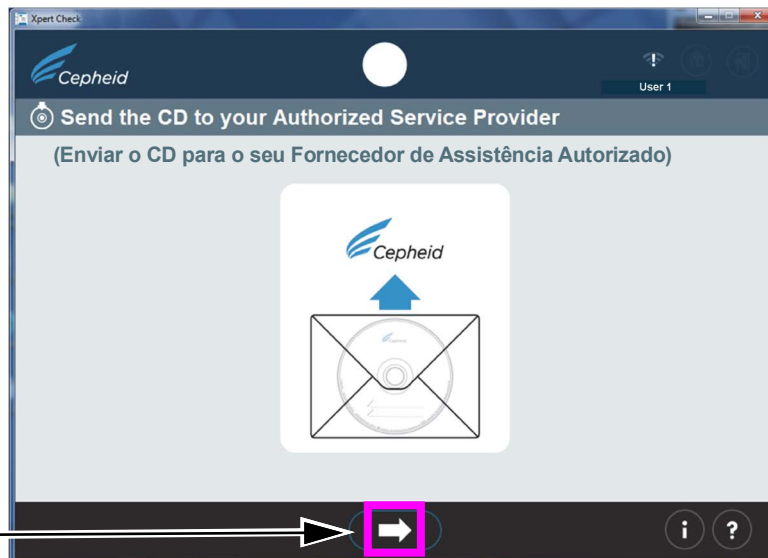 Xpert Check
Cepheid
User 1
Send the CD to your Authorized Service Provider
(Enviar o CD para o seu Fornecedor de Assistência Autorizado)
Cepheid
Cepheid
i ?